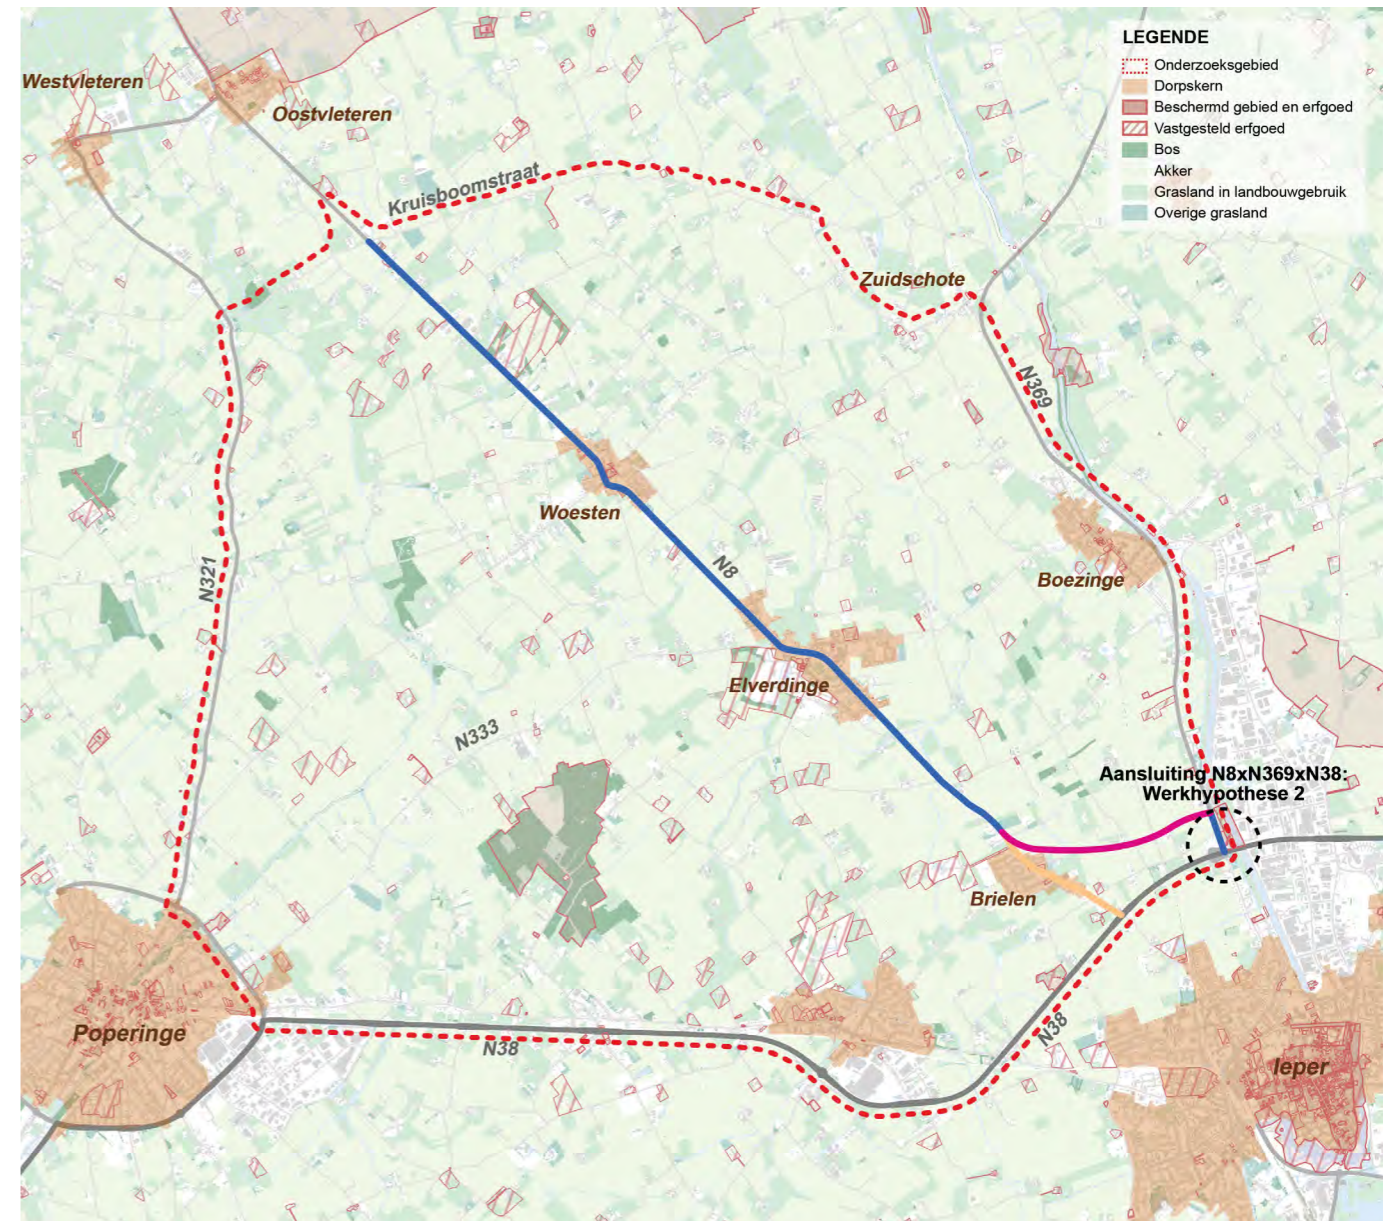 LEGENDE
Onderzoeksgebied
Dorpskern
Beschermd gebied en erfgoed
Vastgesteld erfgoed
Bos
Akker
Grasland in landbouwgebruik
Overige grasland
Westvleteren
Oostvleteren
Kruisboomstraat
Zuidschote
N369
Woesten
N8
Boezinge
N321
Elverdinge
N333
Aansluiting N8xN369xN38:
Werkhypothese 2
Brielen
Poperinge
N38
N38
Ieper